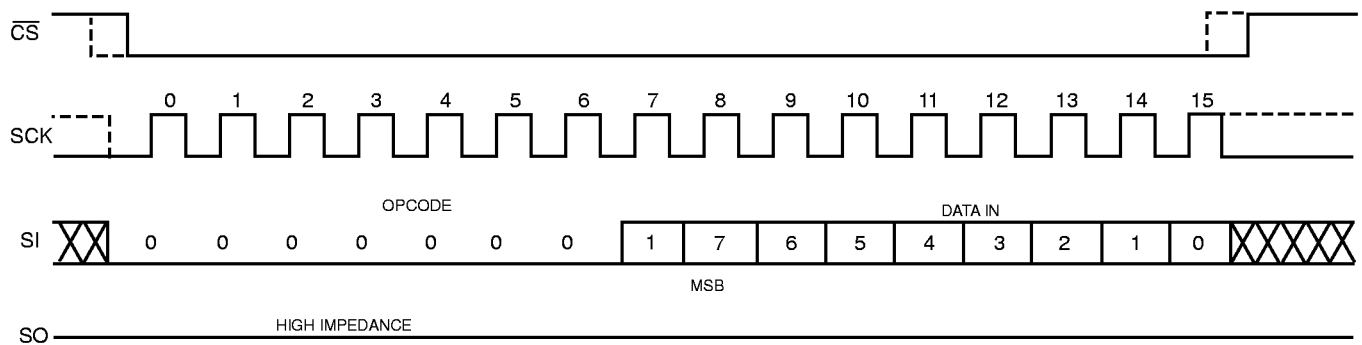 CS
0 1 2 3 4 5 6 7 8 9 10 11 12 13 14 15
SCK
OPCODE DATA IN
SI 0 0 0 0 0 0 0 1 7 6 5 4 3 2 1 0
MSB
HIGH IMPEDANCE
SO